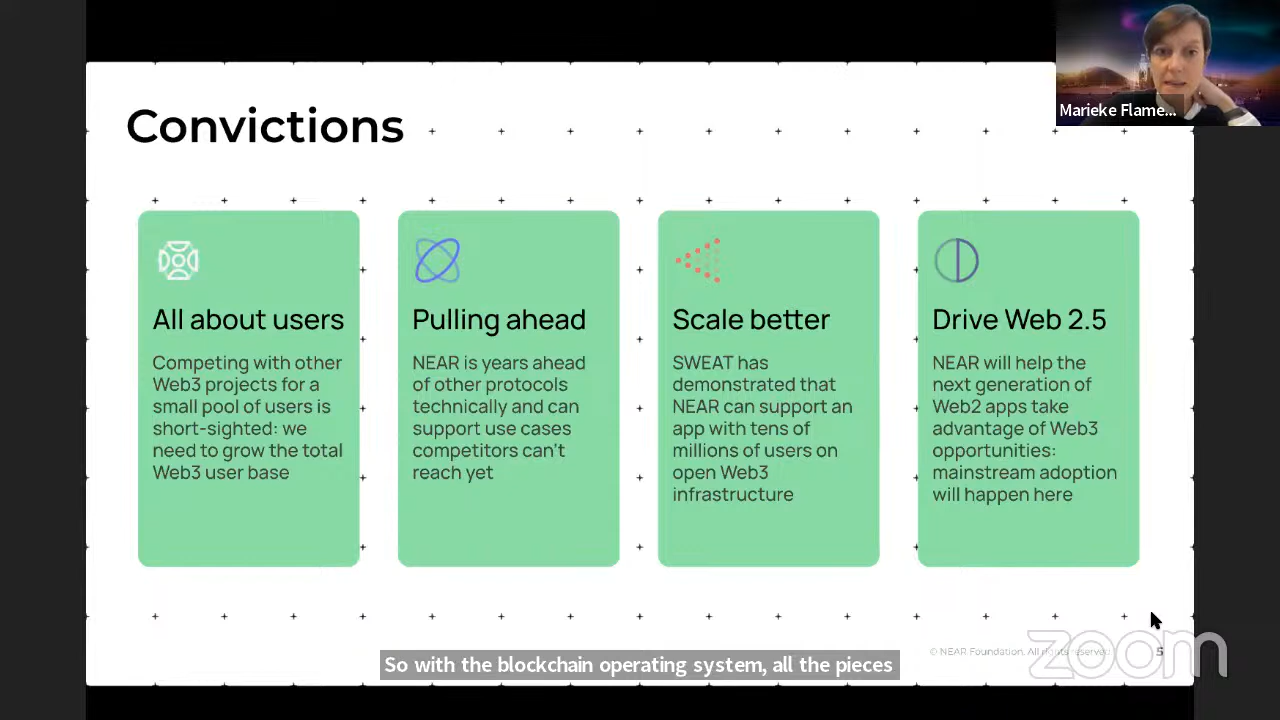 Marieke Flame...
Convictions
All about users
Competing with other
Web3 projects for a
small pool of users is
short-sighted: we
need to grow the total
Web3 user base
Pulling ahead
NEAR is years ahead
of other protocols
technically and can
support use cases
competitors can't
reach yet
Scale better
SWEAT has
demonstrated that
NEAR can support an
app with tens of
millions of users on
open Web3
infrastructure
Drive Web 2.5
NEAR will help the
next generation of
Web2 apps take
advantage of Web3
opportunities:
mainstream adoption
will happen here
© NEAR Foundation. All rights reserved
5
zoom
So with the blockchain operating system, all the pieces